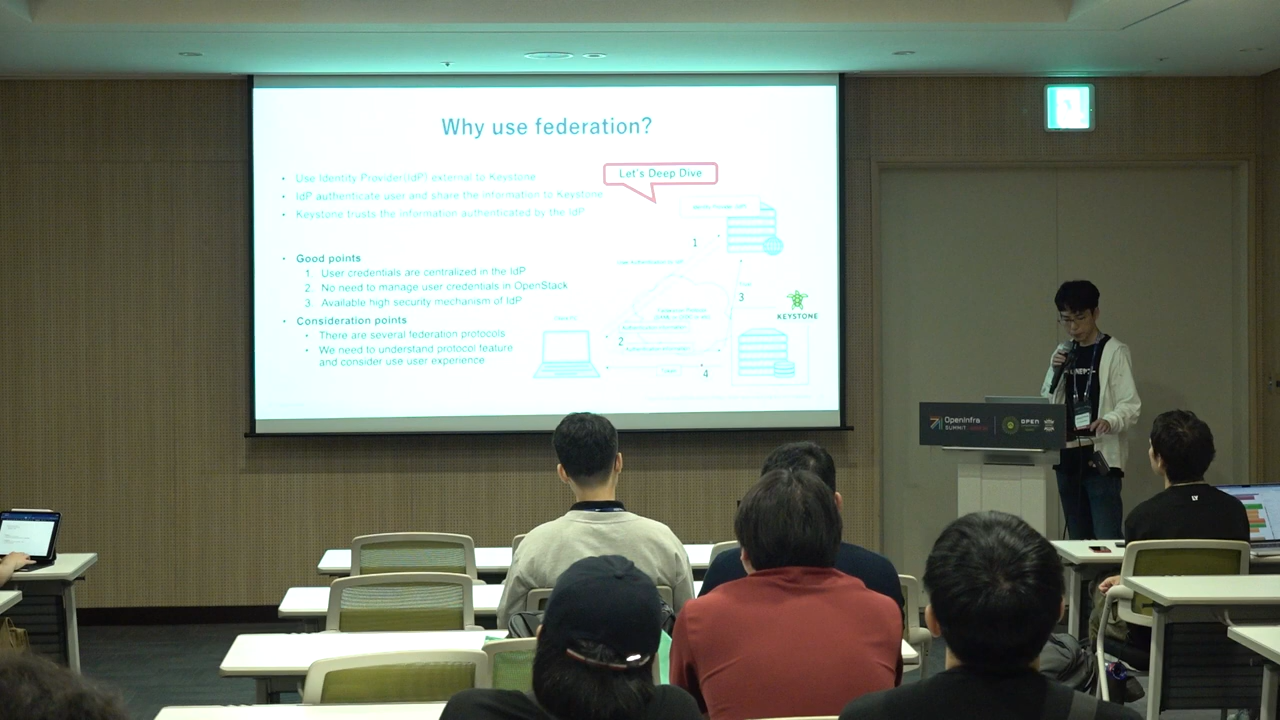 Why use federation?
Use Identity Provider(IdP) external to Keystone
IdP authenticate user and share the information to Keystone
Keystone trusts the information authenticated by the IdP
Let's Deep Dive
Good points
1. User credentials are centralized in the IdP
2. No need to manage user credentials in OpenStack
3. Available high security mechanism of IdP
Consideration points
There are several federation protocols
We need to understand protocol feature
and consider use user experience
1
2
3
4
KEYSTONE
OpenInfra
SUMMIT
OPEN
LY